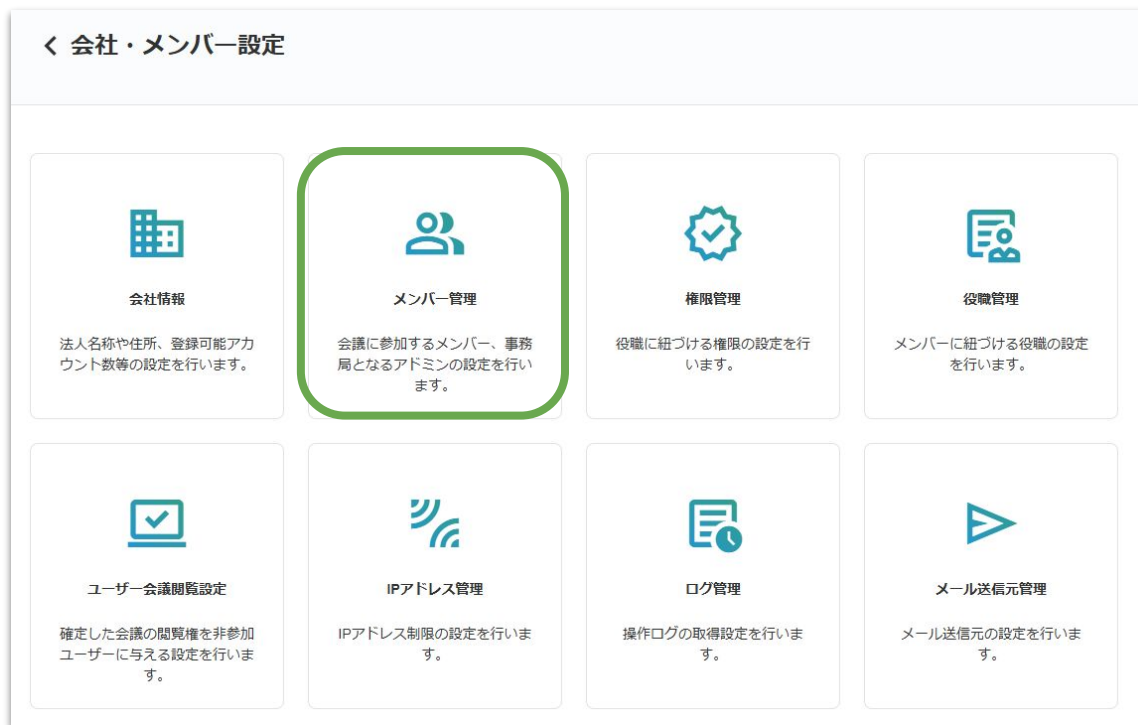 会社・メンバー設定
会社情報
法人名称や住所、登録可能アカ
ウント数等の設定を行います。
メンバー管理
会議に参加するメンバー、事務
局となるアドミンの設定を行い
ます。
権限管理
役職に紐づける権限の設定を行
います。
役職管理
メンバーに紐づける役職の設定
を行います。
ユーザー会議閲覧設定
確定した会議の閲覧権を非参加
ユーザーに与える設定を行いま
す。
IPアドレス管理
IPアドレス制限の設定を行いま
す。
ログ管理
操作ログの取得設定を行いま
す。
メール送信元管理
メール送信元の設定を行いま
す。